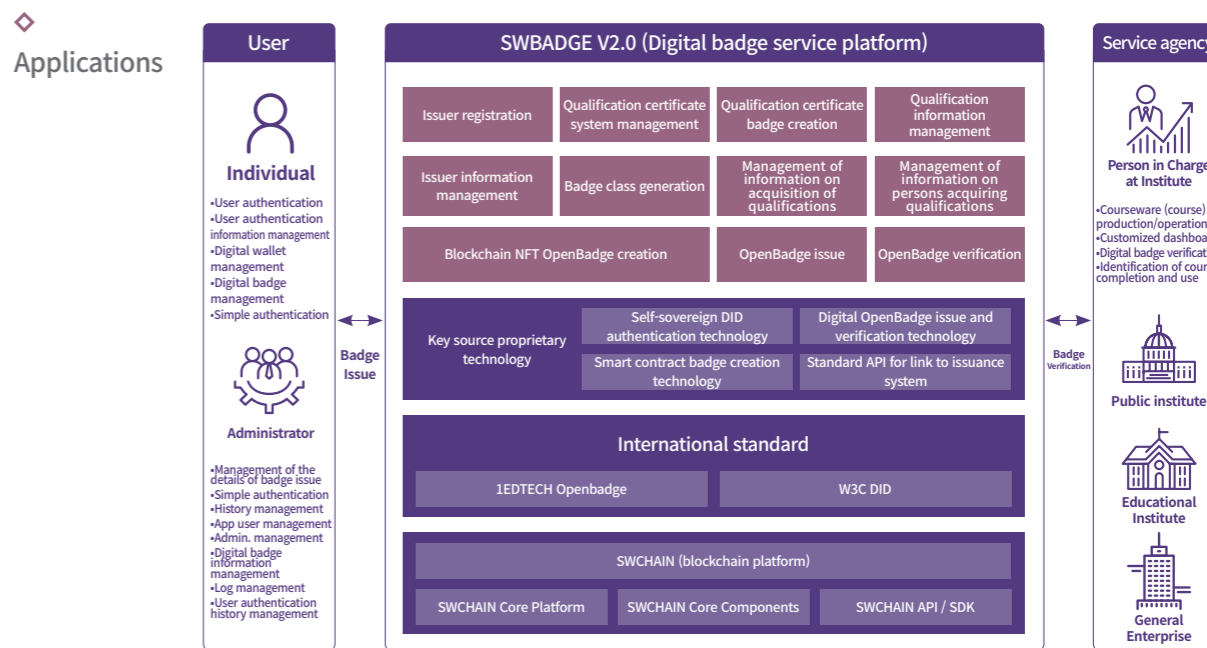 Applications
User
Individual
•User authentication
•User authentication
information management
•Digital wallet
management
•Digital badge
management
•Simple authentication
Administrator
•Management of the
details of badge issue
•Simple authentication
•History management
•App user management
•Admin. management
•Digital badge
information
management
•Log management
•User authentication
history management
Badge
Issue
SWBADGE V2.0 (Digital badge service platform)
Issuer registration
Qualification certificate
system management
Qualification certificate
badge creation
Qualification
information
management
Issuer information
management
Badge class generation
Management of
information on
acquisition of
qualifications
Management of
information on
persons acquiring
qualifications
Blockchain NFT OpenBadge creation
OpenBadge issue
OpenBadge verification
Key source proprietary
technology
Self-sovereign DID
authentication technology
Digital OpenBadge issue and
verification technology
Smart contract badge creation
technology
Standard API for link to issuance
system
International standard
1EDTECH Openbadge
W3C DID
SWCHAIN (blockchain platform)
SWCHAIN Core Platform
SWCHAIN Core Components
SWCHAIN API / SDK
Badge
Verification
Service agency
Person in Charge
at Institute
•Courseware (course)
production/operation
•Customized
•Digital badge
•Identification of
completion and use
Public institute
Educational
Institute
General
Enterprise